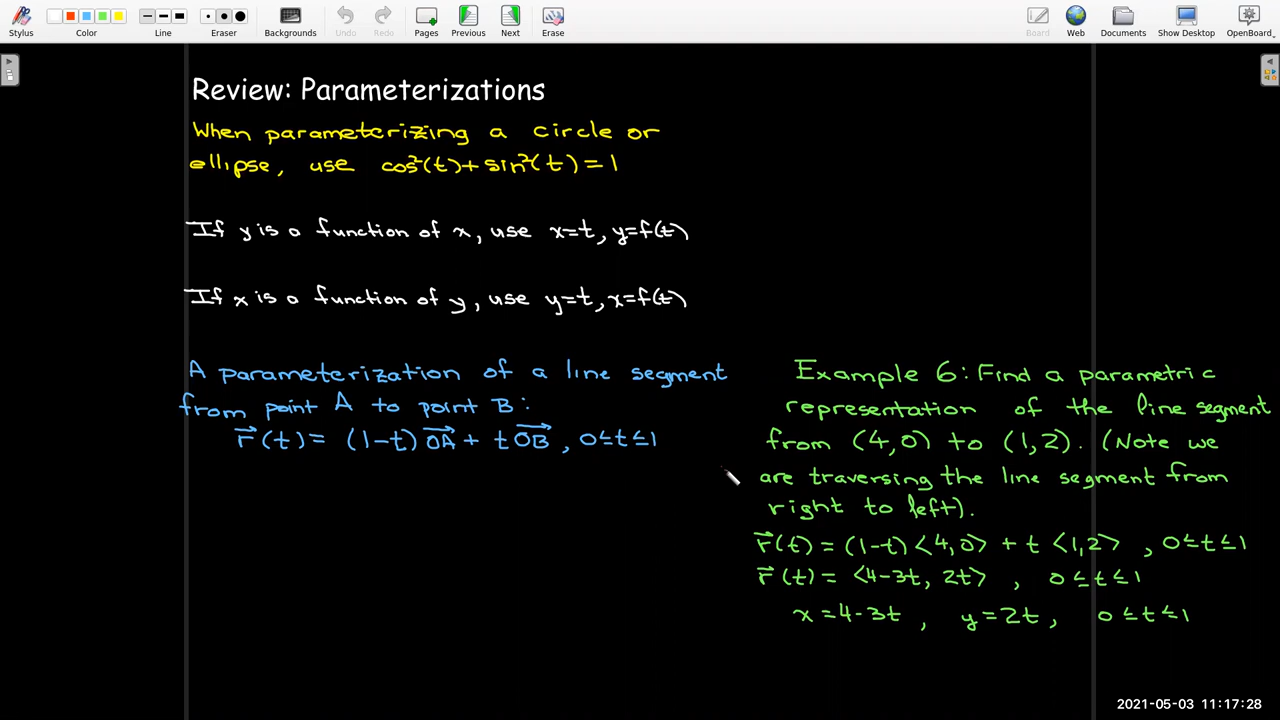 Stylus
Color
Line
Eraser
Backgrounds
Undo
Redo
Pages
Previous
Next
Erase
Board
Web
Documents
Show Desktop
OpenBoard
Review: Parameterizations
When parameterizing a circle or
ellipse, use cos²(t)+sin²(t)=1
If y is a function of x, use x=t, y=f(t)
If x is a function of y, use y=t, x=f(t)
A parameterization of a line segment
from point A to point B:
r⃗(t) = (1-t) O⃗A⃗ + t O⃗B⃗, 0≤t≤1
Example 6: Find a parametric
representation of the line segment
from (4,0) to (1,2). (Note we
are traversing the line segment from
right to left).
r⃗(t) = (1-t)⟨4,0⟩ + t⟨1,2⟩, 0≤t≤1
r⃗(t) = ⟨4-3t, 2t⟩, 0≤t≤1
x=4-3t, y=2t, 0≤t≤1
2021-05-03 11:17:28